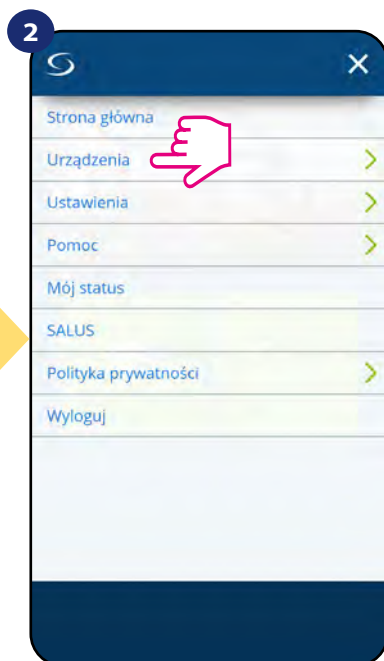 2
Strona główna
Urządzenia
Ustawienia
Pomoc
Mój status
SALUS
Polityka prywatności
Wyloguj